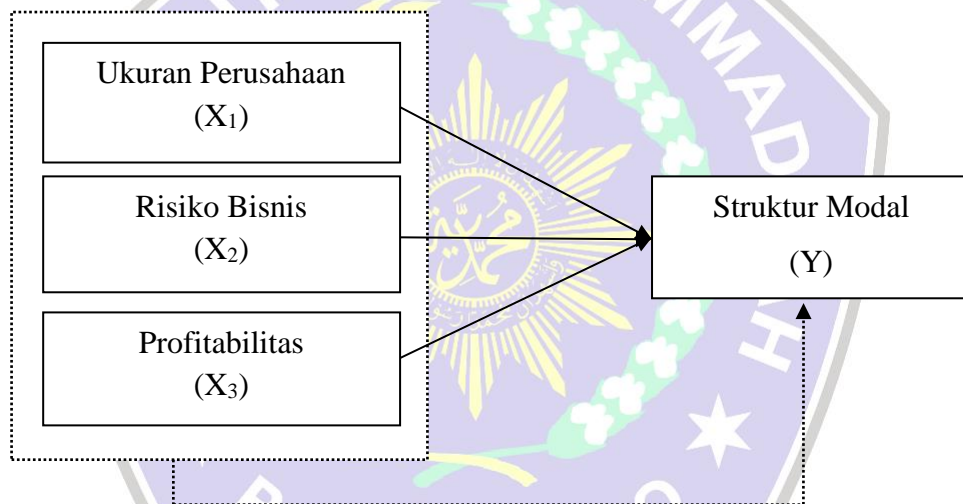 Ukuran Perusahaan
(X₁)
Risiko Bisnis
(X₂)
Profitabilitas
(X₃)
Struktur Modal
(Y)